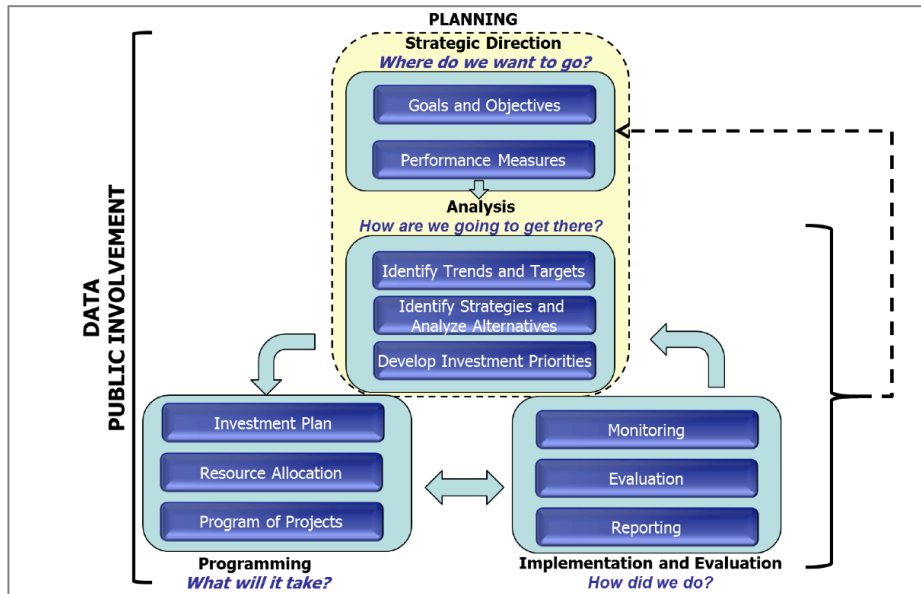 PLANNING
Strategic Direction
Where do we want to go?
Goals and Objectives
Performance Measures
Analysis
How are we going to get there?
Identify Trends and Targets
Identify Strategies and
Analyze Alternatives
Develop Investment Priorities
DATA
PUBLIC INVOLVEMENT
Investment Plan
Resource Allocation
Program of Projects
Programming
What will it take?
Monitoring
Evaluation
Reporting
Implementation and Evaluation
How did we do?